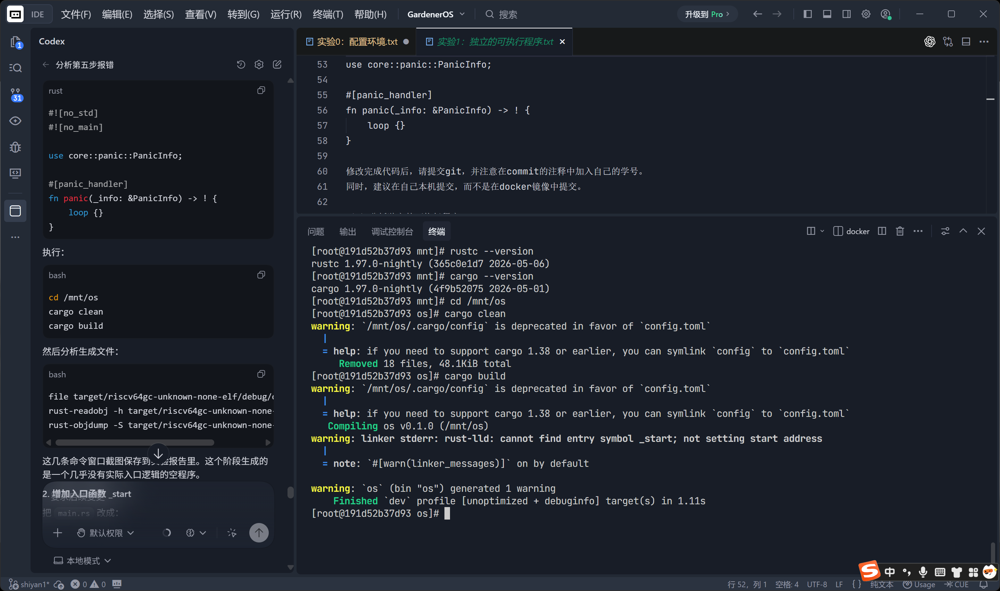 IDE 文件(F) 编辑(E) 选择(S) 查看(V) 转到(G) 运行(R) 终端(T) 帮助(H) GardenerOS 搜索 升级到 Pro
1
31
Codex
分析第五步报错
rust
#![no_std]
#![no_main]
use core::panic::PanicInfo;
#[panic_handler]
fn panic(_info: &PanicInfo) -> ! {
    loop {}
}
执行：
bash
cd /mnt/os
cargo clean
cargo build
然后分析生成文件：
bash
file target/riscv64gc-unknown-none-elf/debug/
rust-readobj -h target/riscv64gc-unknown-none-
rust-objdump -S target/riscv64gc-unknown-none-
这几条命令窗口截图保存到实验报告里。这个阶段生成的
是一个几乎没有实际入口逻辑的空程序。
2. 增加入口函数 _start
要求后续变更
把 main.rs 改成：
默认权限
本地模式
实验0：配置环境.txt 实验1：独立的可执行程序.txt
53 use core::panic::PanicInfo;
54
55 #[panic_handler]
56 fn panic(_info: &PanicInfo) -> ! {
57     loop {}
58 }
59
60 修改完成代码后，请提交git，并注意在commit的注释中加入自己的学号。
61 同时，建议在自己本机提交，而不是在docker镜像中提交。
62
问题 输出 调试控制台 终端 docker
[root@191d52b37d93 mnt]# rustc --version
rustc 1.97.0-nightly (365c0e1d7 2026-05-06)
[root@191d52b37d93 mnt]# cargo --version
cargo 1.97.0-nightly (4f9b52075 2026-05-01)
[root@191d52b37d93 mnt]# cd /mnt/os
[root@191d52b37d93 os]# cargo clean
warning: `/mnt/os/.cargo/config` is deprecated in favor of `config.toml`
  |
  = help: if you need to support cargo 1.38 or earlier, you can symlink `config` to `config.toml`
     Removed 18 files, 48.1KiB total
[root@191d52b37d93 os]# cargo build
warning: `/mnt/os/.cargo/config` is deprecated in favor of `config.toml`
  |
  = help: if you need to support cargo 1.38 or earlier, you can symlink `config` to `config.toml`
   Compiling os v0.1.0 (/mnt/os)
warning: linker stderr: rust-lld: cannot find entry symbol _start; not setting start address
  |
  = note: `#[warn(linker_messages)]` on by default
warning: `os` (bin "os") generated 1 warning
    Finished `dev` profile [unoptimized + debuginfo] target(s) in 1.11s
[root@191d52b37d93 os]#
中
shiyan1* 0 0 行 52，列 1 空格: 4 UTF-8 LF {} 纯文本 Usage CUE